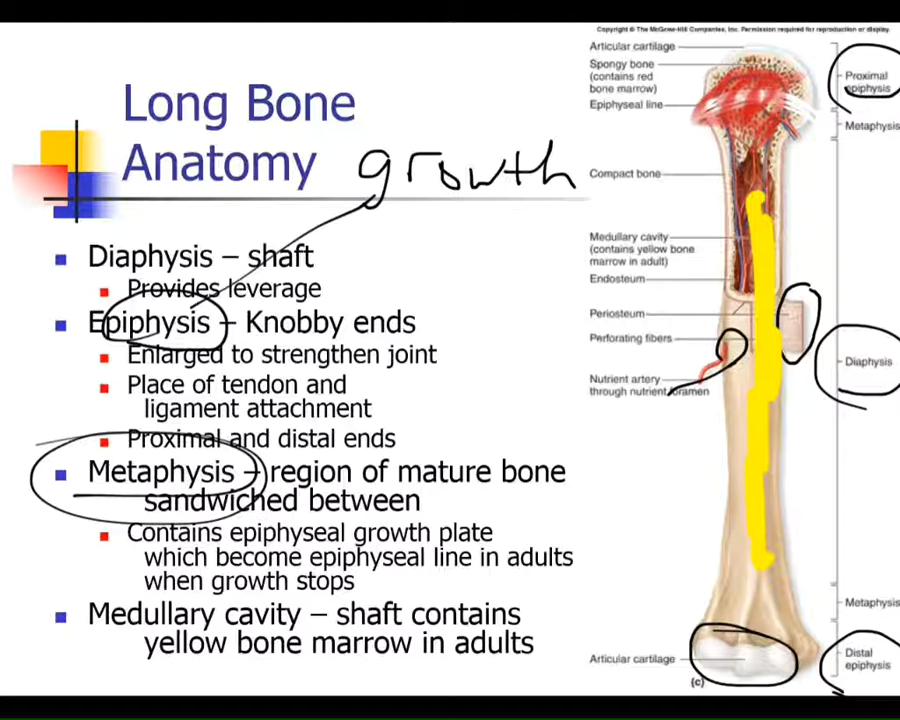 Copyright © The McGraw-Hill Companies, Inc. Permission required for reproduction or display.
Long Bone
Anatomy
growth
Diaphysis – shaft
Provides leverage
Epiphysis – Knobby ends
Enlarged to strengthen joint
Place of tendon and
ligament attachment
Proximal and distal ends
Metaphysis – region of mature bone
sandwiched between
Contains epiphyseal growth plate
which become epiphyseal line in adults
when growth stops
Medullary cavity – shaft contains
yellow bone marrow in adults
Articular cartilage
Spongy bone
(contains red
bone marrow)
Epiphyseal line
Compact bone
Medullary cavity
(contains yellow bone
marrow in adult)
Endosteum
Periosteum
Perforating fibers
Nutrient artery
through nutrient foramen
Articular cartilage
(c)
Proximal
epiphysis
Metaphysis
Diaphysis
Metaphysis
Distal
epiphysis